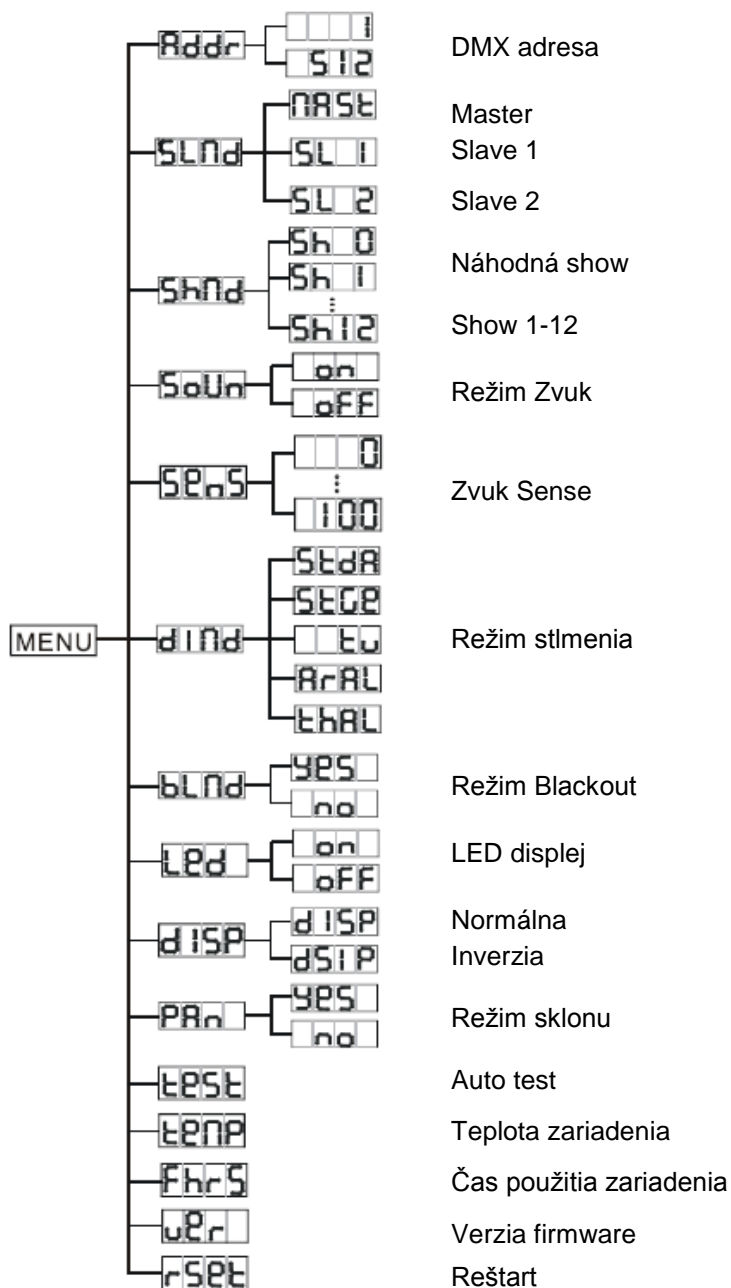 Addr 1 DMX adresa
512
SLMd MASt Master
SL 1 Slave 1
SL 2 Slave 2
ShMd Sh 0 Náhodná show
Sh 1
Sh12 Show 1-12
SoUn on Režim Zvuk
oFF
SenS 0 Zvuk Sense
100
MENU dIMd StdA Režim stlmenia
StGe
tv
ArAL
thAL
bLMd yes Režim Blackout
no
Led on LED displej
oFF
dISP dISP Normálna
dSIP Inverzia
PAn yes Režim sklonu
no
test Auto test
teMP Teplota zariadenia
FhrS Čas použitia zariadenia
ver Verzia firmware
rSet Reštart